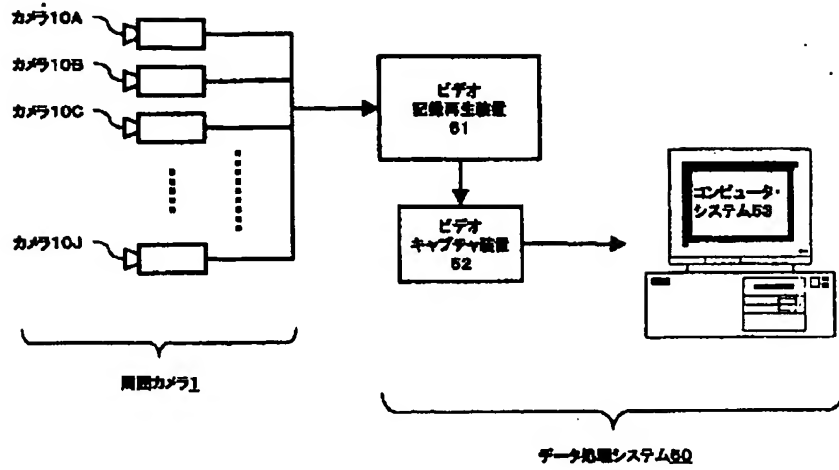 カメラ10A
カメラ10B
カメラ10C
カメラ10J
周囲カメラ1
ビデオ
記録再生装置
51
ビデオ
キャプチャ装置
52
コンピュータ・
システム53
データ処理システム50